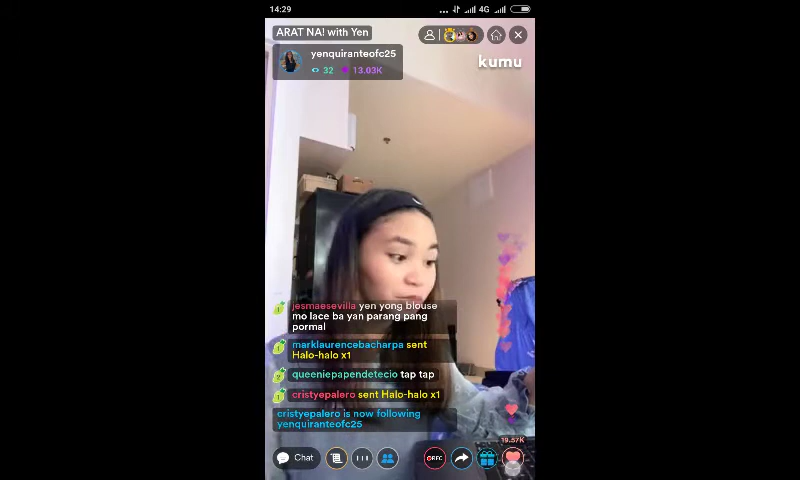 14:29
4G
ARAT NA! with Yen
yenquiranteofc25
32 13.03K
kumu
jesmaesevilla yen yong blouse
mo lace ba yan parang pang
pormal
marklaurencebacharpa sent
Halo-halo x1
queeniepapendetecio tap tap
cristyepalero sent Halo-halo x1
cristyepalero is now following
yenquiranteofc25
19.57K
Chat
RFC